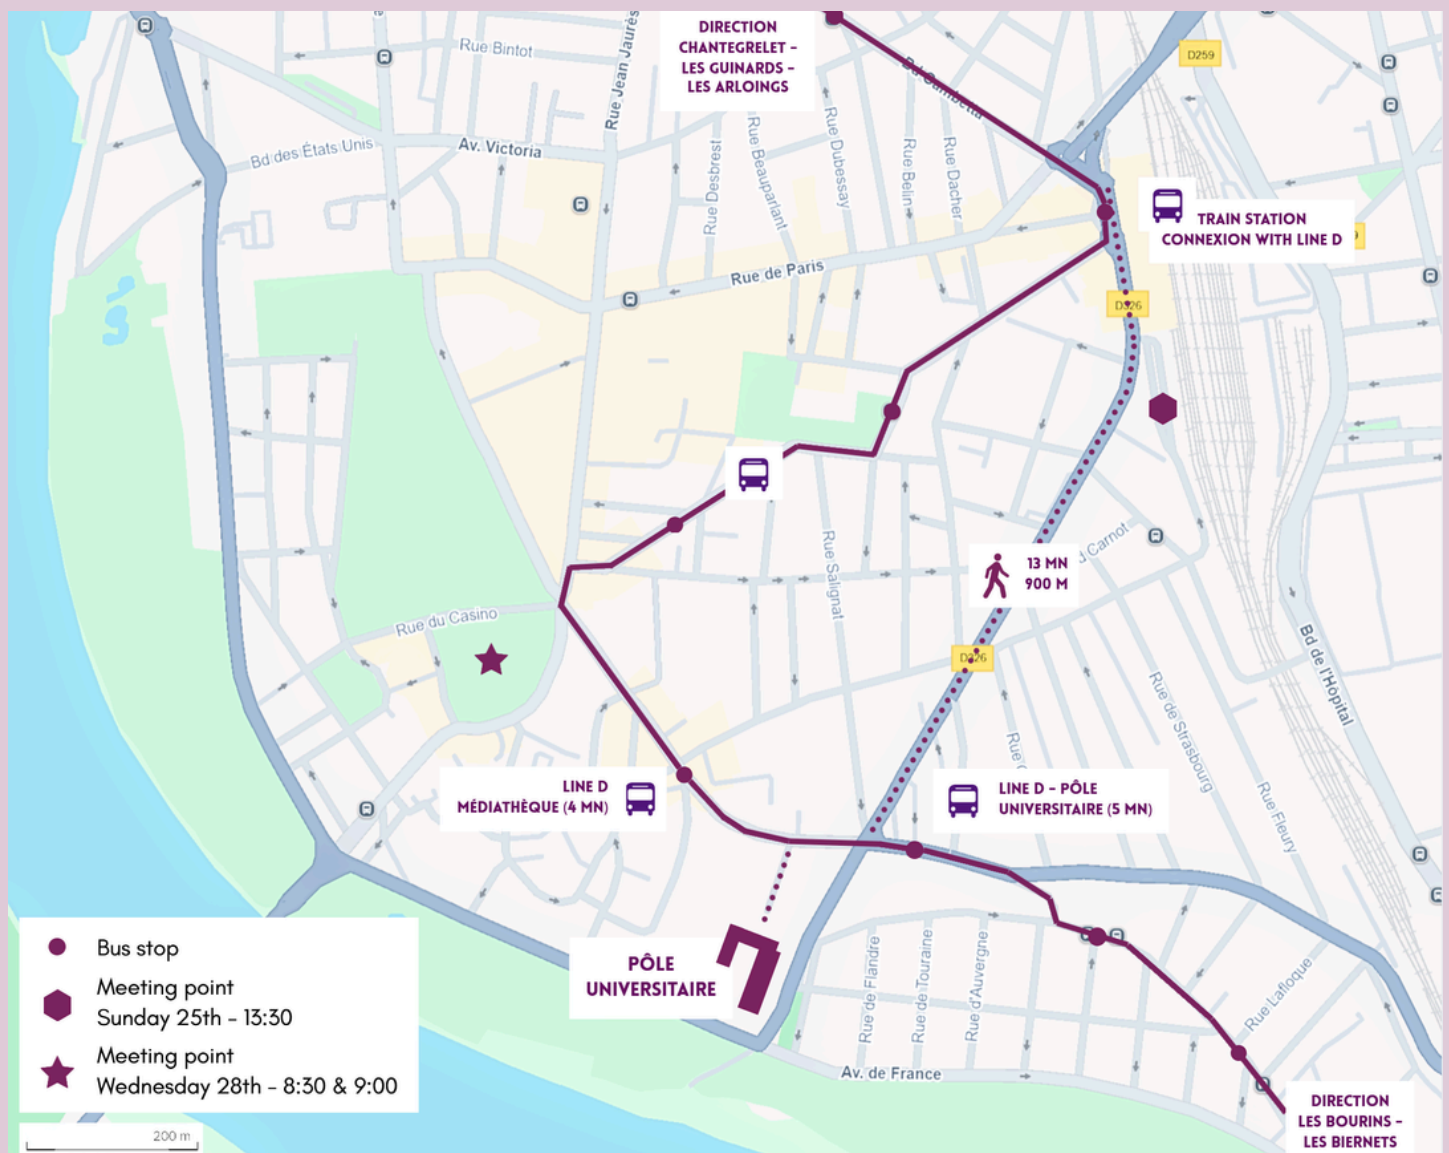 DIRECTION
CHANTEGRELET -
LES GUINARDS -
LES ARLOINGS
D259
Rue Bintot
Rue Jean Jaurès
Bd Gambetta
Bd des États Unis
Av. Victoria
Rue Desbrest
Rue Beauparlant
Rue Dubessay
Rue Belin
Rue Dacher
TRAIN STATION
CONNEXION WITH LINE D
Rue de Paris
D326
13 MN
900 M
d Carnot
Rue Salignat
Rue du Casino
D326
Bd de l'Hôpital
Rue de Strasbourg
Rue Fleury
LINE D
MÉDIATHÈQUE (4 MN)
LINE D - PÔLE
UNIVERSITAIRE (5 MN)
PÔLE
UNIVERSITAIRE
Rue de Flandre
Rue de Touraine
Rue d'Auvergne
Rue Lafloque
Av. de France
Bus stop
Meeting point
Sunday 25th - 13:30
Meeting point
Wednesday 28th - 8:30 & 9:00
200 m
DIRECTION
LES BOURINS -
LES BIERNETS